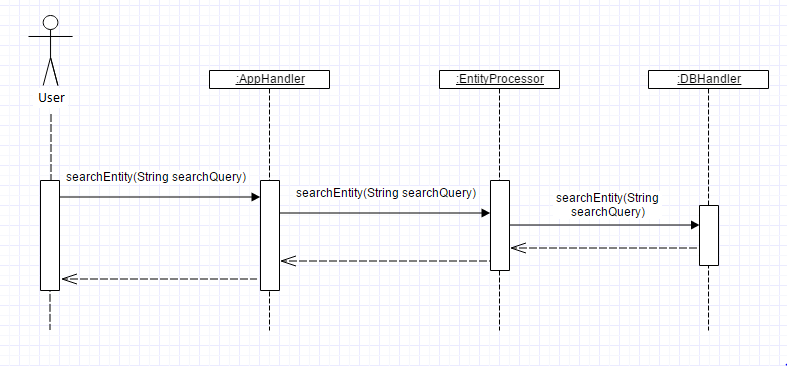 User
:AppHandler
:EntityProcessor
:DBHandler
searchEntity(String searchQuery)
searchEntity(String searchQuery)
searchEntity(String
searchQuery)